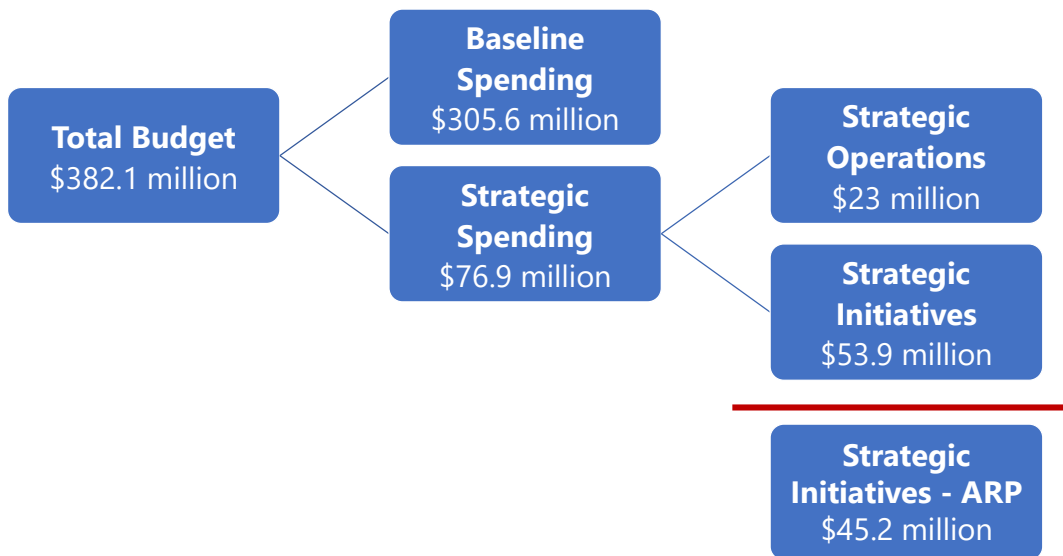 Total Budget
$382.1 million
Baseline
Spending
$305.6 million
Strategic
Spending
$76.9 million
Strategic
Operations
$23 million
Strategic
Initiatives
$53.9 million
Strategic
Initiatives - ARP
$45.2 million